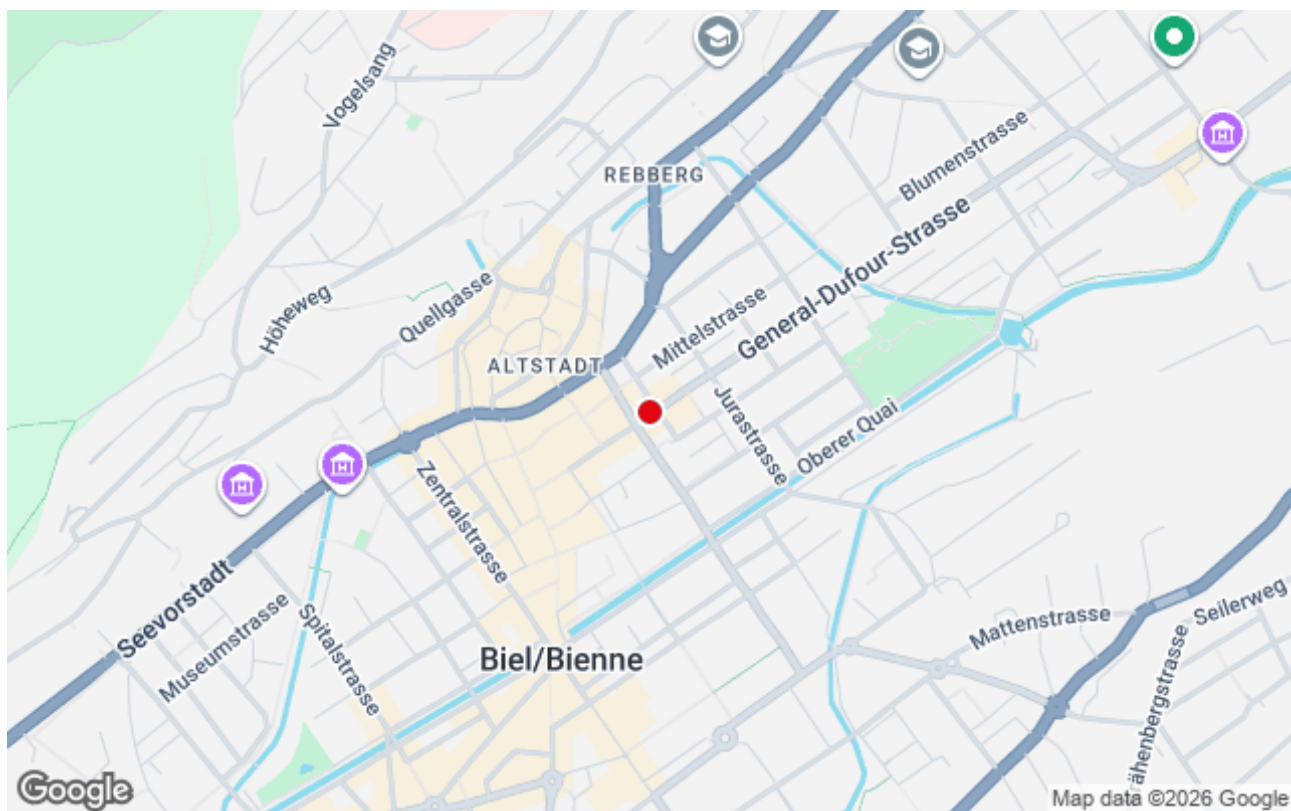 Vogelsang
REBBERG
Blumenstrasse
Höheweg
Quellgasse
Mittelstrasse
General-Dufour-Strasse
ALTSTADT
Jurastrasse
Oberer Quai
Zentralstrasse
Seevorstadt
Museumstrasse
Spitalstrasse
Biel/Bienne
Mattenstrasse
Seilerweg
ähenbergstrasse
Google
Map data ©2026 Google